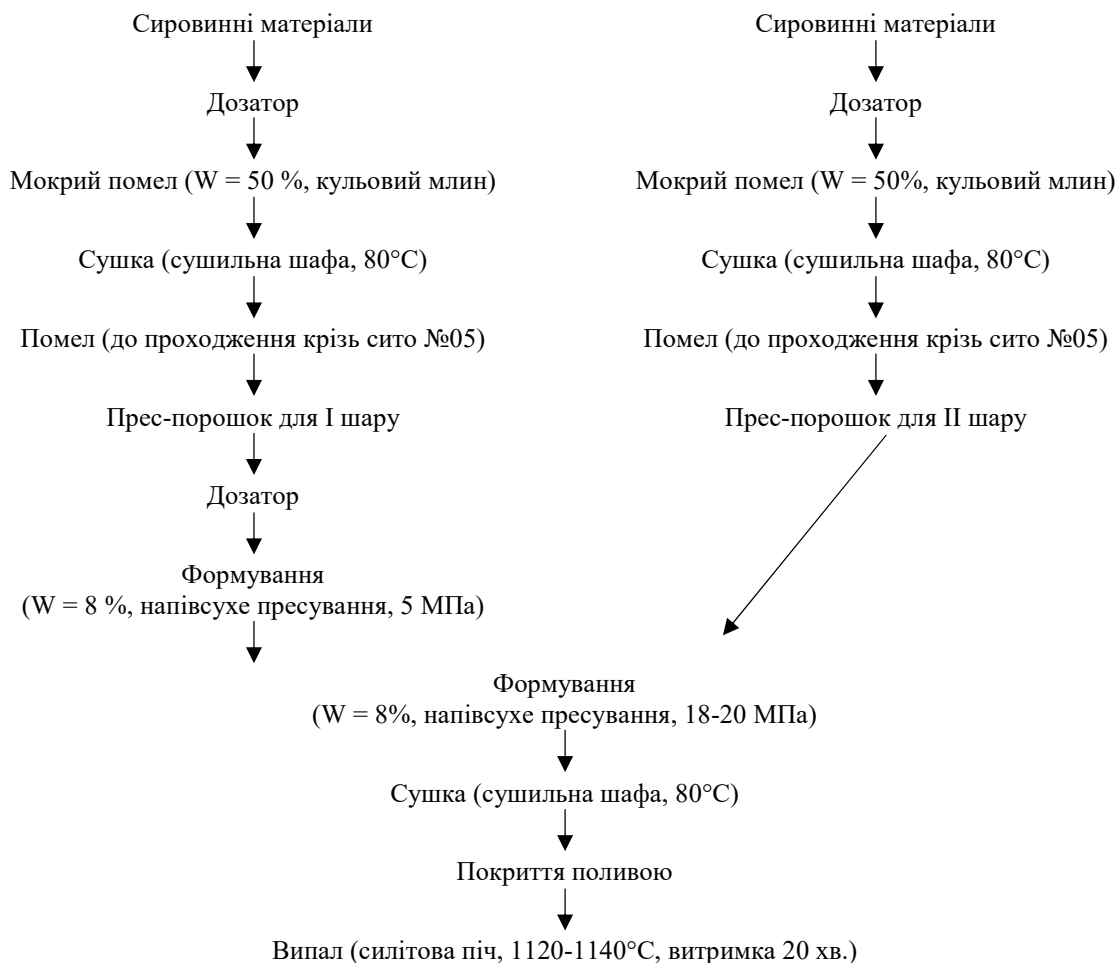 Сировинні матеріали
Дозатор
Мокрий помел (W = 50 %, кульовий млин)
Сушка (сушильна шафа, 80°С)
Помел (до проходження крізь сито №05)
Прес-порошок для І шару
Дозатор
Формування
(W = 8 %, напівсухе пресування, 5 МПа)
Сировинні матеріали
Дозатор
Мокрий помел (W = 50%, кульовий млин)
Сушка (сушильна шафа, 80°С)
Помел (до проходження крізь сито №05)
Прес-порошок для ІІ шару
Формування
(W = 8%, напівсухе пресування, 18-20 МПа)
Сушка (сушильна шафа, 80°С)
Покриття поливою
Випал (силітова піч, 1120-1140°С, витримка 20 хв.)